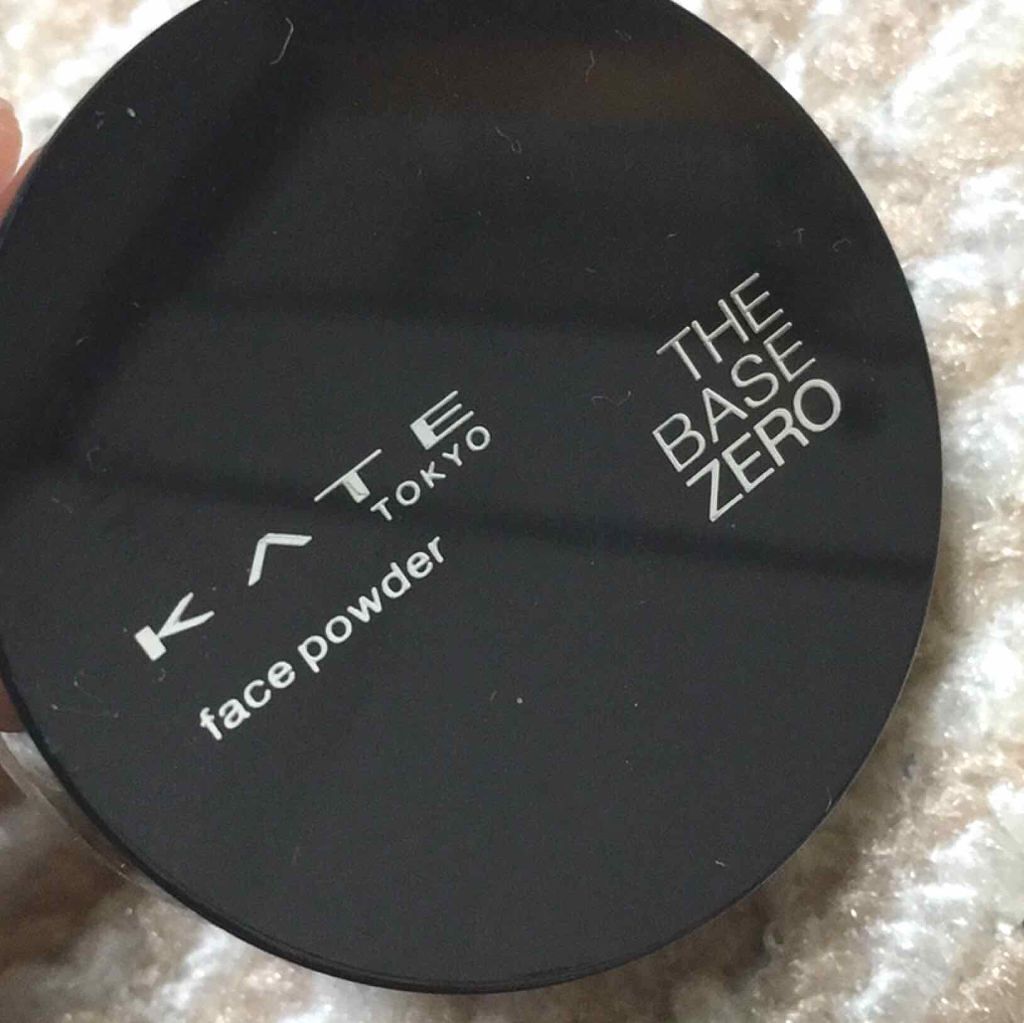 KATE
TOKYO
face powder
THE
BASE
ZERO